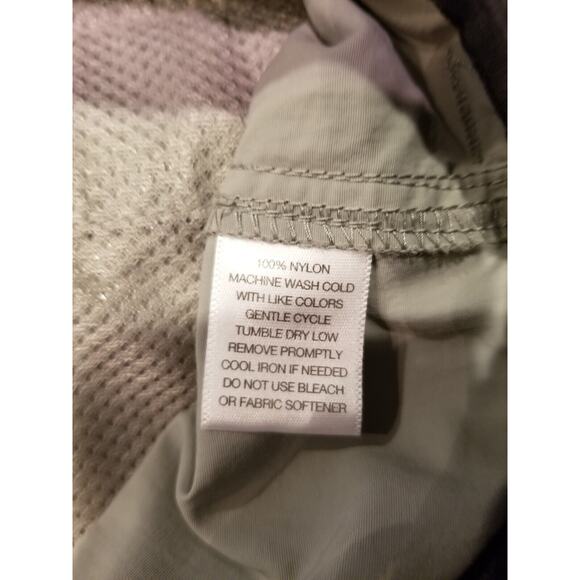 100% NYLON
MACHINE WASH COLD
WITH LIKE COLORS
GENTLE CYCLE
TUMBLE DRY LOW
REMOVE PROMPTLY
COOL IRON IF NEEDED
DO NOT USE BLEACH
OR FABRIC SOFTENER